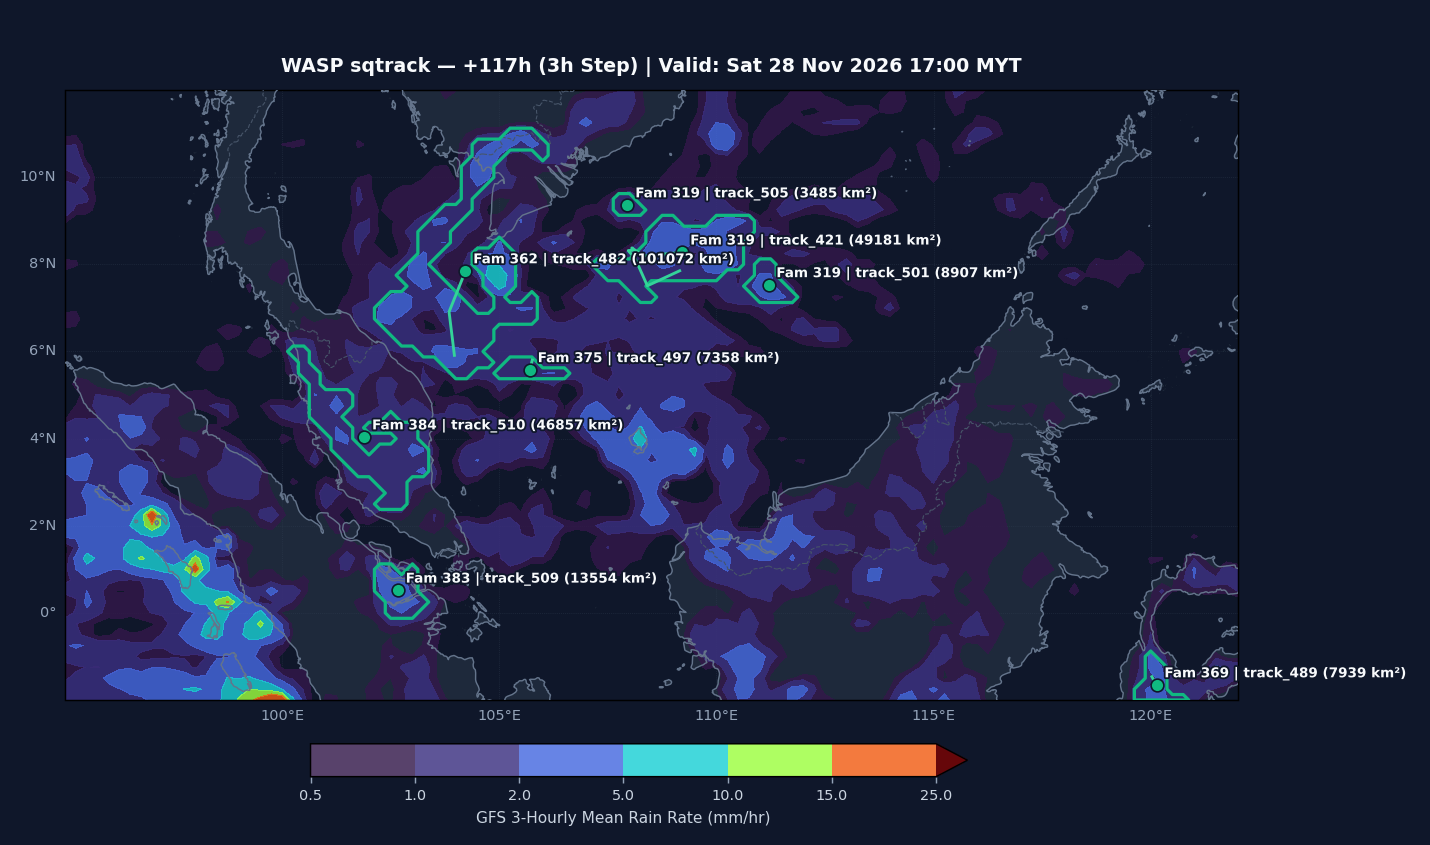 WASP sqtrack — +117h (3h Step) | Valid: Sat 28 Nov 2026 17:00 MYT
10°N
8°N
6°N
4°N
2°N
0°
Fam 319 | track_505 (3485 km²)
Fam 319 | track_421 (49181 km²)
Fam 362 | track_482 (101072 km²)
Fam 319 | track_501 (8907 km²)
Fam 375 | track_497 (7358 km²)
Fam 384 | track_510 (46857 km²)
Fam 383 | track_509 (13554 km²)
Fam 369 | track_489 (7939 km²)
100°E 105°E 110°E 115°E 120°E
0.5 1.0 2.0 5.0 10.0 15.0 25.0
GFS 3-Hourly Mean Rain Rate (mm/hr)